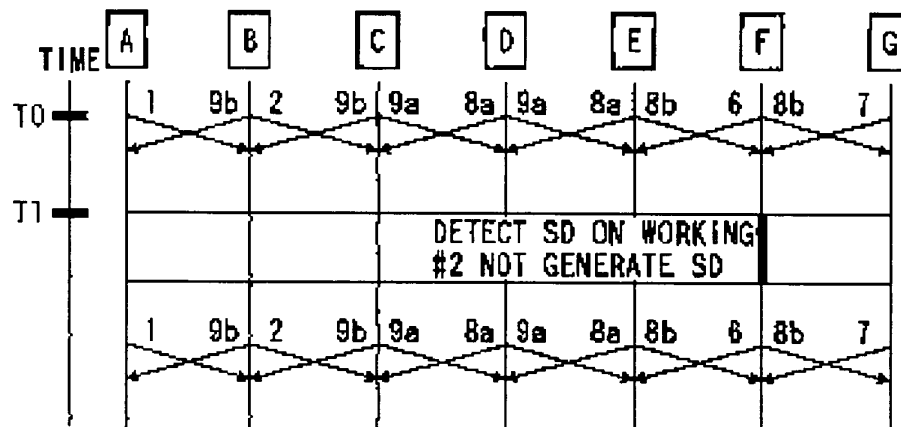 A B C D E F G
TIME
T0 1 9b 2 9b 9a 8a 9a 8a 8b 6 8b 7
T1
DETECT SD ON WORKING
#2 NOT GENERATE SD
1 9b 2 9b 9a 8a 9a 8a 8b 6 8b 7